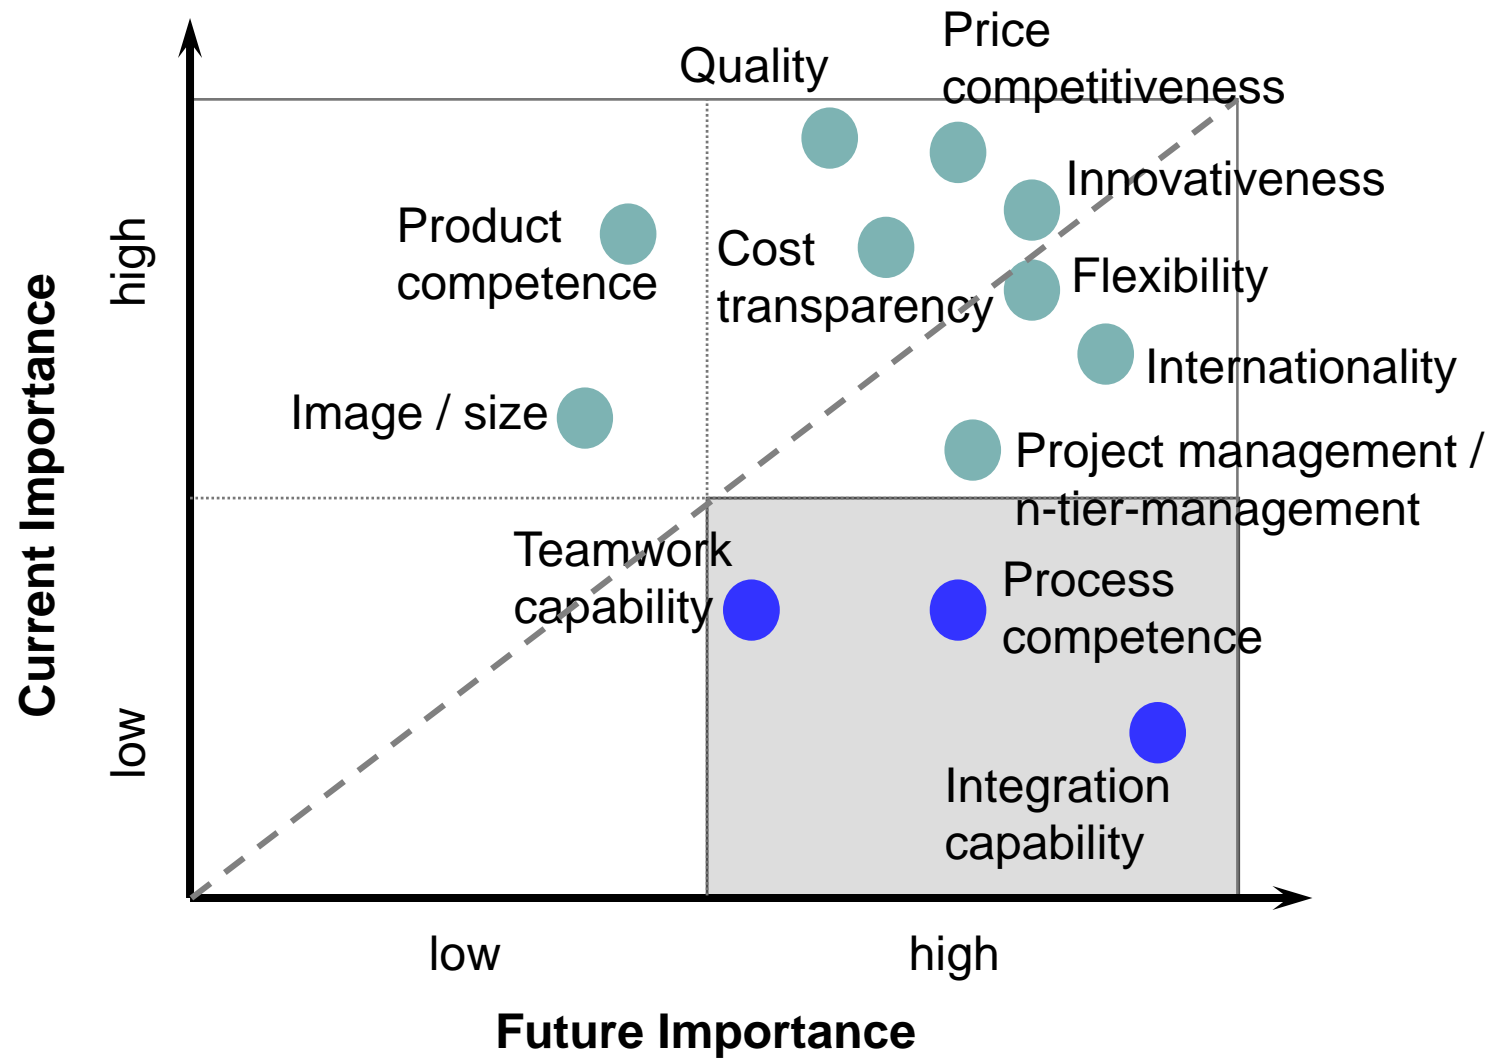 Price
competitiveness
Quality
Innovativeness
Product
competence
Cost
transparency
Flexibility
Internationality
Image / size
Project management /
n-tier-management
Teamwork
capability
Process
competence
Integration
capability
high
low
Current Importance
low
high
Future Importance